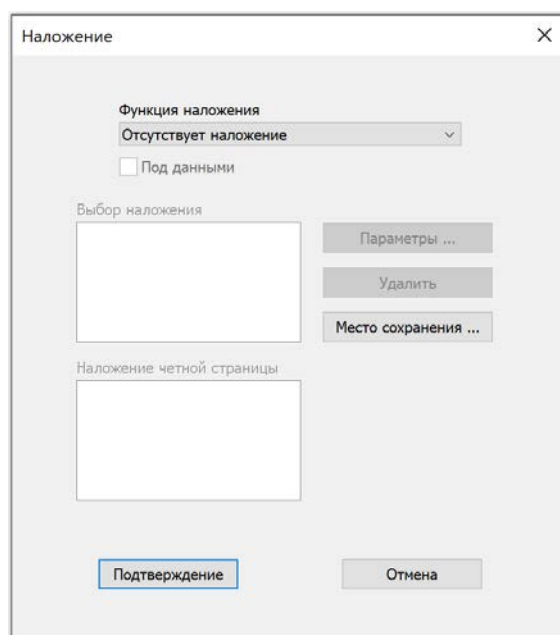 Наложение
Функция наложения
Отсутствует наложение
Под данными
Выбор наложения
Параметры ...
Удалить
Место сохранения ...
Наложение четной страницы
Подтверждение
Отмена